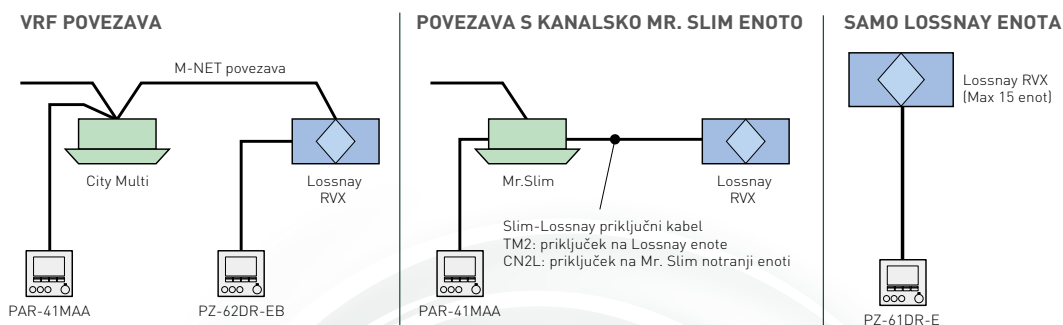 VRF POVEZAVA
M-NET povezava
City Multi
Lossnay
RVX
PAR-41MAA
PZ-62DR-EB
POVEZAVA S KANALSKO MR. SLIM ENOTO
Mr.Slim
Lossnay
RVX
Slim-Lossnay priključni kabel
TM2: priključek na Lossnay enote
CN2L: priključek na Mr. Slim notranji enoti
PAR-41MAA
SAMO LOSSNAY ENOTA
Lossnay RVX
(Max 15 enot)
PZ-61DR-E